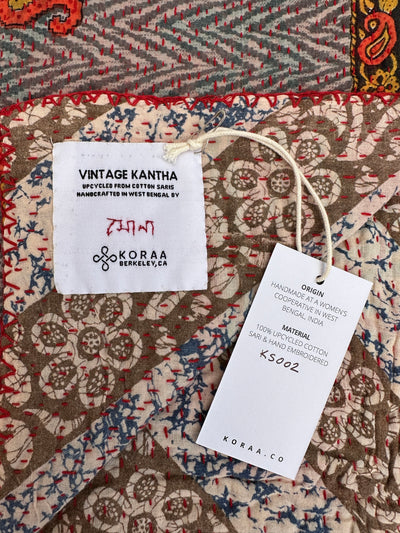 VINTAGE KANTHA
UPCYCLED FROM COTTON SARIS
HANDCRAFTED IN WEST BENGAL BY
KORAA
BERKELEY, CA
ORIGIN
HANDMADE AT A WOMEN'S
COOPERATIVE IN WEST
BENGAL INDIA
MATERIAL
100% UPCYCLED COTTON
SARI & HAND EMBROIDERED
KS002
KORAA.CO